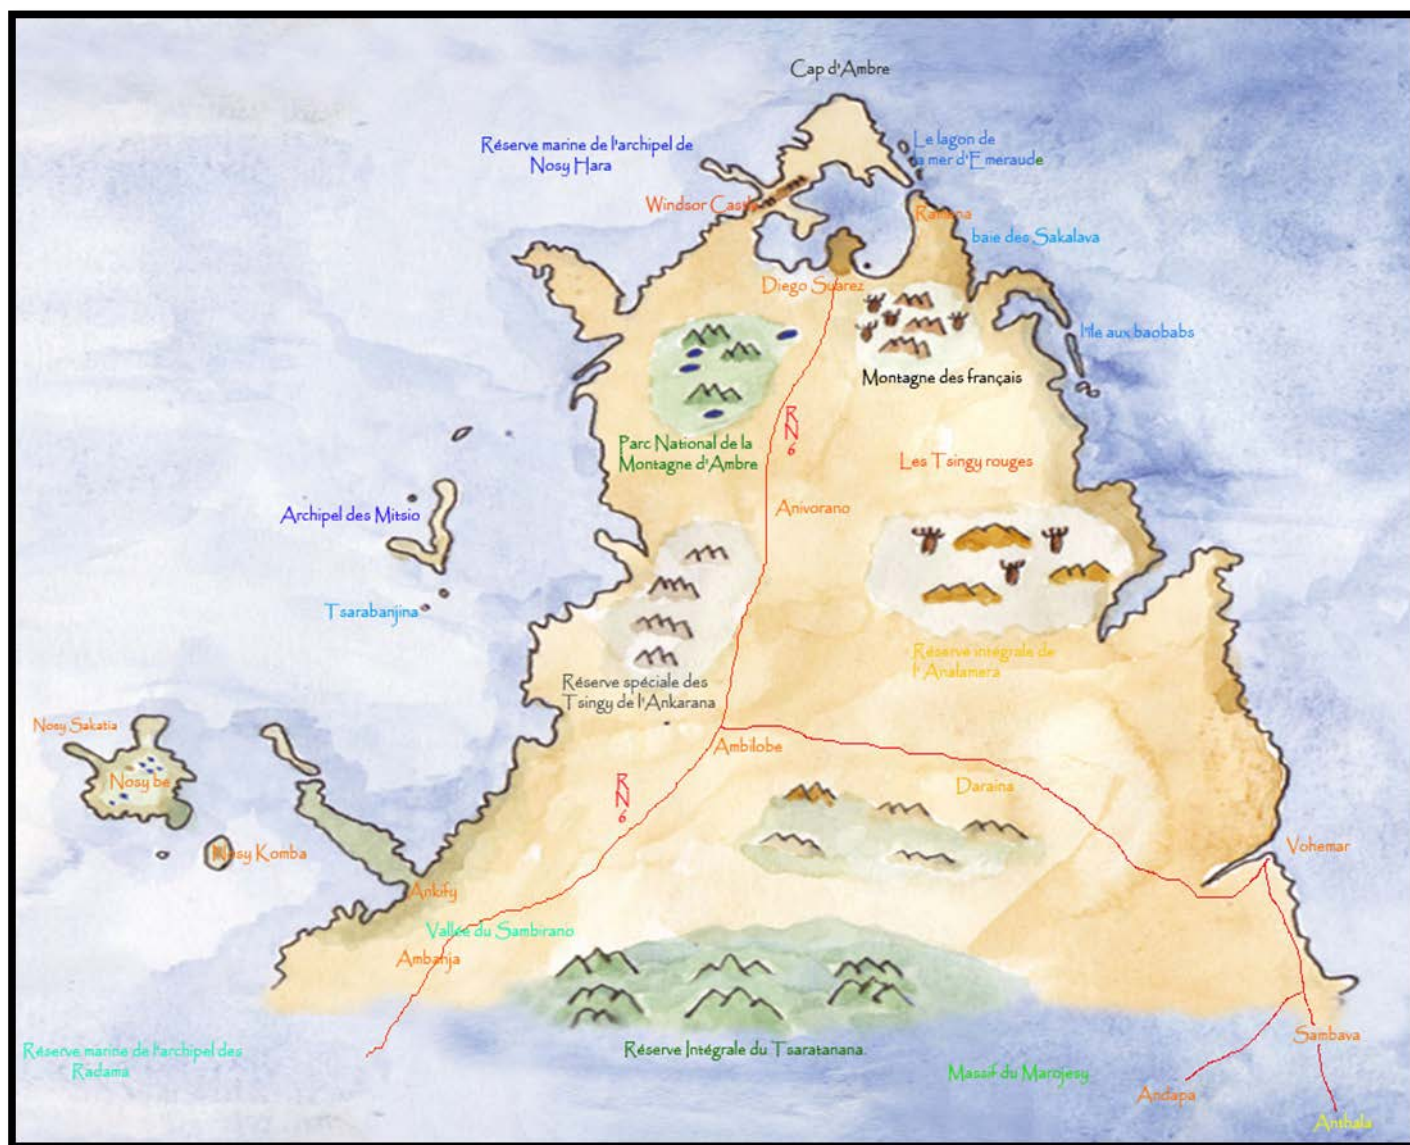 Cap d'Ambre
Réserve marine de l'archipel de
Nosy Hara
Le lagon de
la mer d'Emeraude
Windsor Castle
Ramena
baie des Sakalava
Diego Suarez
l'île aux baobabs
Montagne des français
RN6
Parc National de la
Montagne d'Ambre
Les Tsingy rouges
Anivorano
Archipel des Mitsio
Tsarabanjina
Réserve intégrale de
l'Analamera
Réserve spéciale des
Tsingy de l'Ankarana
Nosy Sakatia
Ambilobe
Nosy be
RN6
Daraina
Nosy Komba
Vohemar
Ankify
Vallée du Sambirano
Ambanja
Sambava
Réserve marine de l'archipel des
Radama
Réserve Intégrale du Tsaratanana.
Massif du Marojesy
Andapa
Anthala